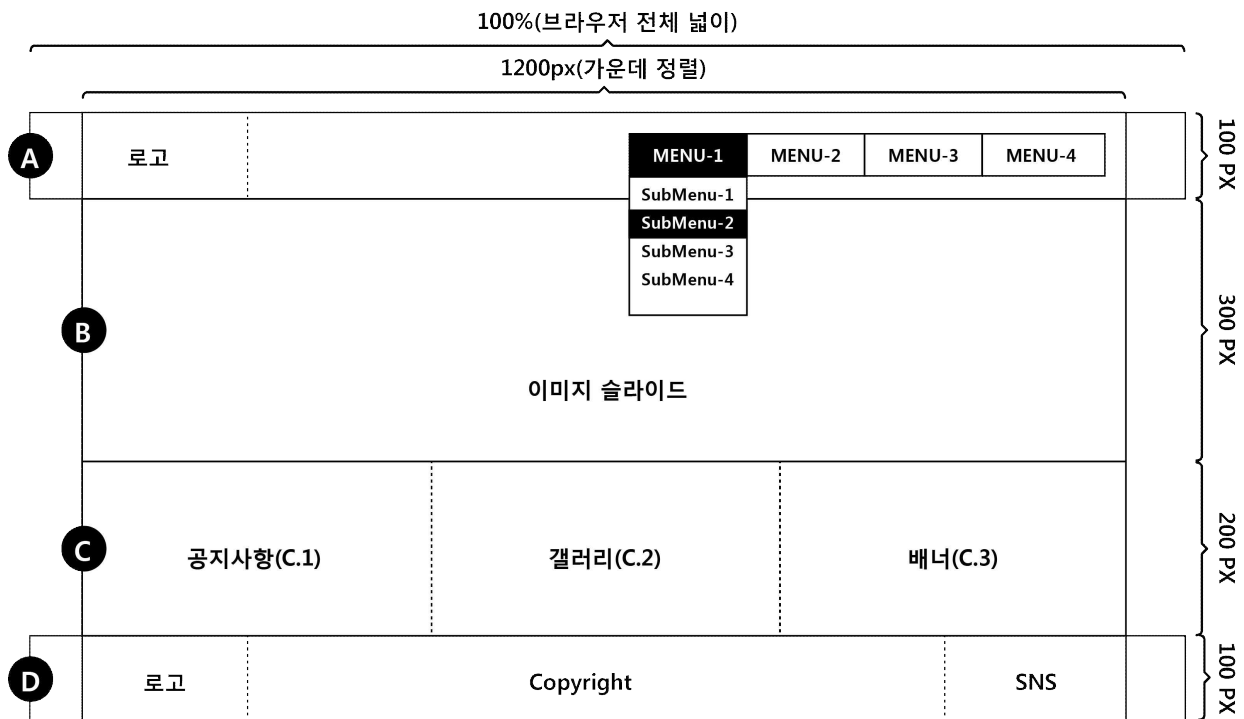 100%(브라우저 전체 넓이)
1200px(가운데 정렬)
A
로고
MENU-1
MENU-2
MENU-3
MENU-4
100 PX
SubMenu-1
SubMenu-2
SubMenu-3
SubMenu-4
B
이미지 슬라이드
300 PX
C
공지사항(C.1)
갤러리(C.2)
배너(C.3)
200 PX
D
로고
Copyright
SNS
100 PX